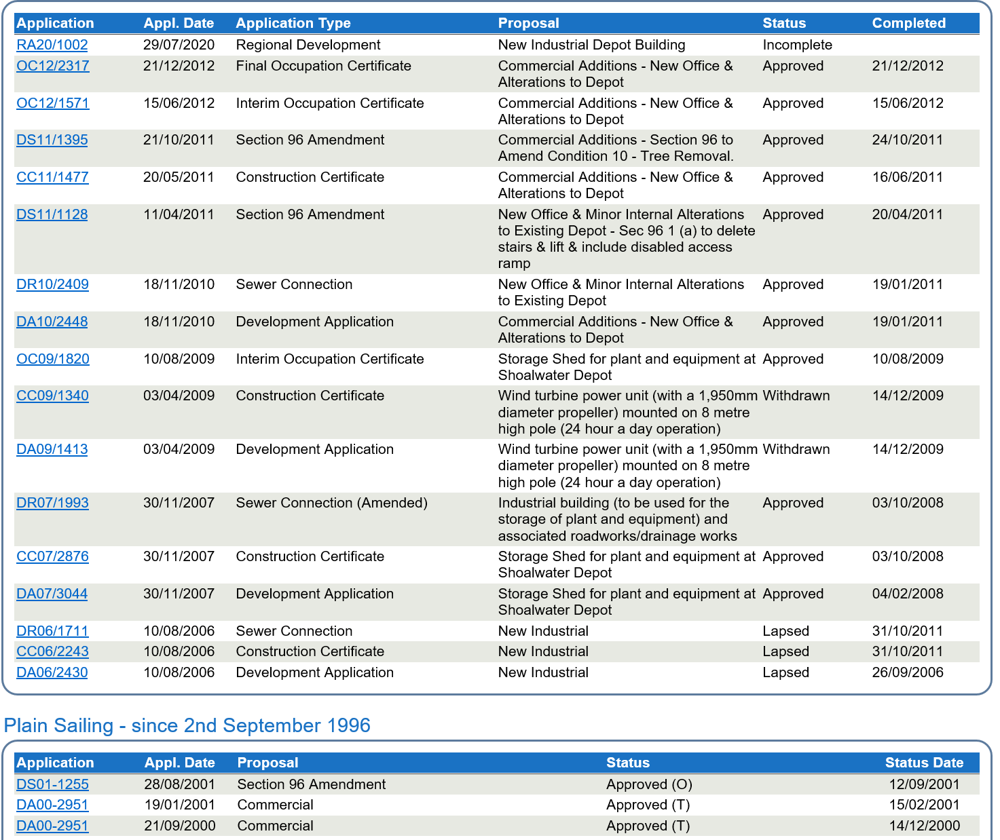 Application Appl. Date Application Type Proposal Status Completed
RA20/1002 29/07/2020 Regional Development New Industrial Depot Building Incomplete
OC12/2317 21/12/2012 Final Occupation Certificate Commercial Additions - New Office & Approved 21/12/2012
Alterations to Depot
OC12/1571 15/06/2012 Interim Occupation Certificate Commercial Additions - New Office & Approved 15/06/2012
Alterations to Depot
DS11/1395 21/10/2011 Section 96 Amendment Commercial Additions - Section 96 to Approved 24/10/2011
Amend Condition 10 - Tree Removal.
CC11/1477 20/05/2011 Construction Certificate Commercial Additions - New Office & Approved 16/06/2011
Alterations to Depot
DS11/1128 11/04/2011 Section 96 Amendment New Office & Minor Internal Alterations Approved 20/04/2011
to Existing Depot - Sec 96 1 (a) to delete
stairs & lift & include disabled access
ramp
DR10/2409 18/11/2010 Sewer Connection New Office & Minor Internal Alterations Approved 19/01/2011
to Existing Depot
DA10/2448 18/11/2010 Development Application Commercial Additions - New Office & Approved 19/01/2011
Alterations to Depot
OC09/1820 10/08/2009 Interim Occupation Certificate Storage Shed for plant and equipment at Approved 10/08/2009
Shoalwater Depot
CC09/1340 03/04/2009 Construction Certificate Wind turbine power unit (with a 1,950mm Withdrawn 14/12/2009
diameter propeller) mounted on 8 metre
high pole (24 hour a day operation)
DA09/1413 03/04/2009 Development Application Wind turbine power unit (with a 1,950mm Withdrawn 14/12/2009
diameter propeller) mounted on 8 metre
high pole (24 hour a day operation)
DR07/1993 30/11/2007 Sewer Connection (Amended) Industrial building (to be used for the Approved 03/10/2008
storage of plant and equipment) and
associated roadworks/drainage works
CC07/2876 30/11/2007 Construction Certificate Storage Shed for plant and equipment at Approved 03/10/2008
Shoalwater Depot
DA07/3044 30/11/2007 Development Application Storage Shed for plant and equipment at Approved 04/02/2008
Shoalwater Depot
DR06/1711 10/08/2006 Sewer Connection New Industrial Lapsed 31/10/2011
CC06/2243 10/08/2006 Construction Certificate New Industrial Lapsed 31/10/2011
DA06/2430 10/08/2006 Development Application New Industrial Lapsed 26/09/2006
Plain Sailing - since 2nd September 1996
Application Appl. Date Proposal Status Status Date
DS01-1255 28/08/2001 Section 96 Amendment Approved (O) 12/09/2001
DA00-2951 19/01/2001 Commercial Approved (T) 15/02/2001
DA00-2951 21/09/2000 Commercial Approved (T) 14/12/2000